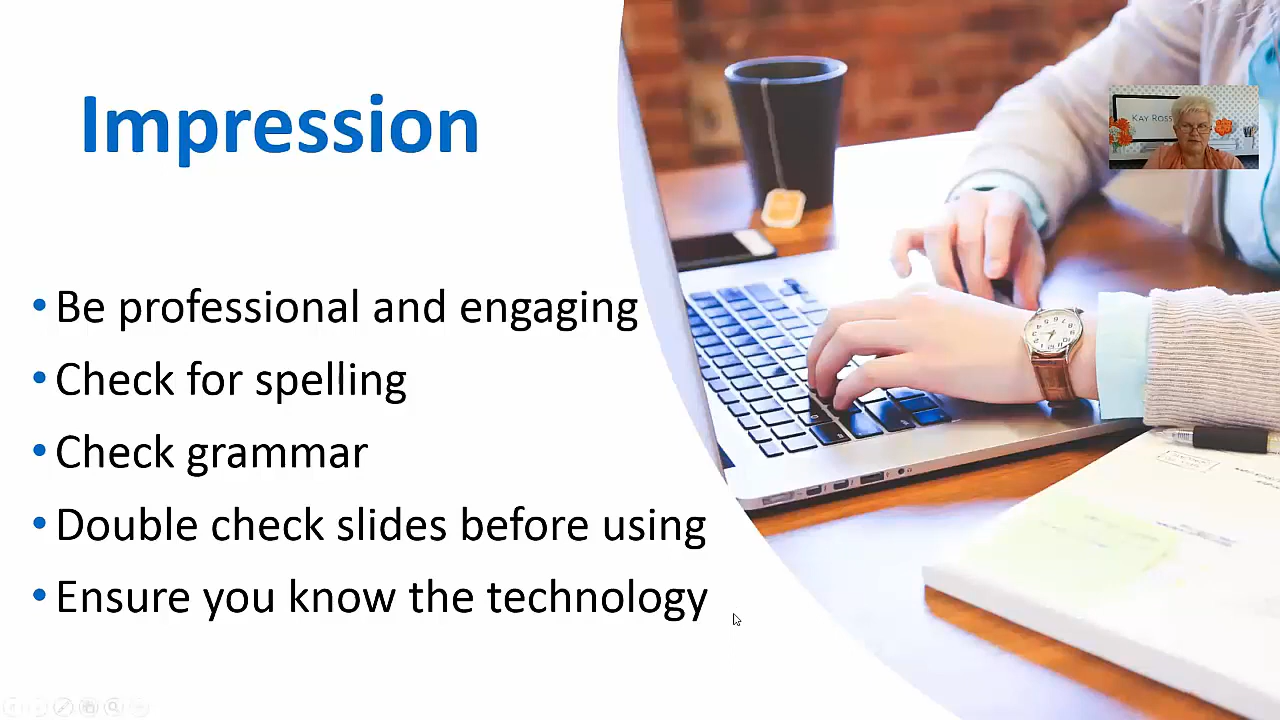 Impression
• Be professional and engaging
• Check for spelling
• Check grammar
• Double check slides before using
• Ensure you know the technology
KAY ROSS